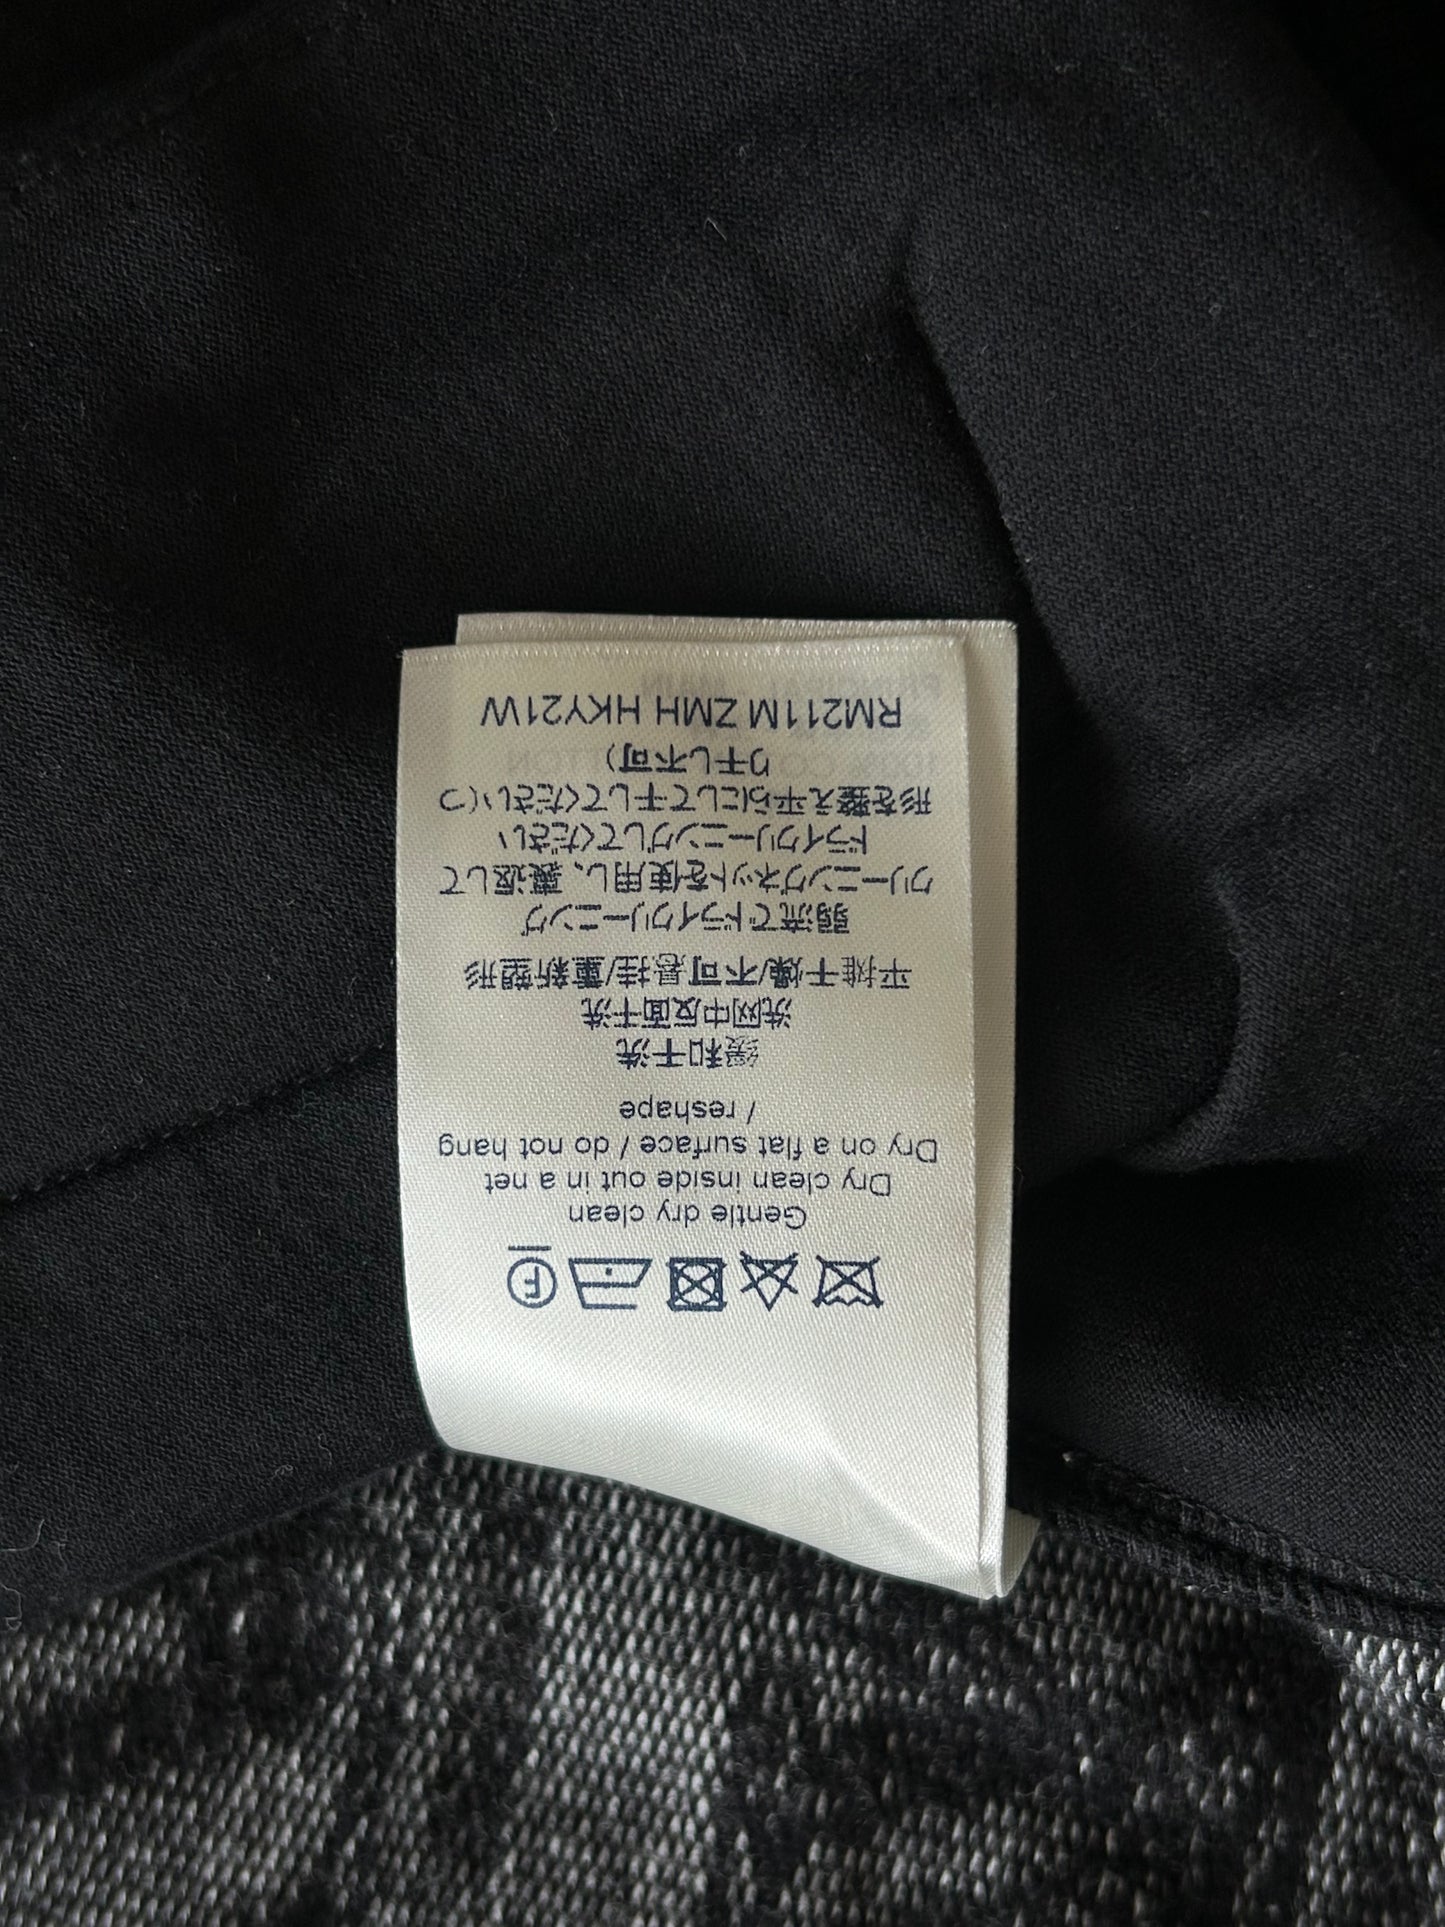 Gentle dry clean
Dry clean inside out in a net
Dry on a flat surface / do not hang
/ reshape
缓和干洗
洗网中反面干洗
平摊干燥/不可悬挂/重新塑形
弱流でドライクリーニング
クリーニングネットを使用し、裏返して
ドライクリーニングしてください
形を整え平らにして干してください(つ
り干し不可)
RM211M ZMH HKY21W